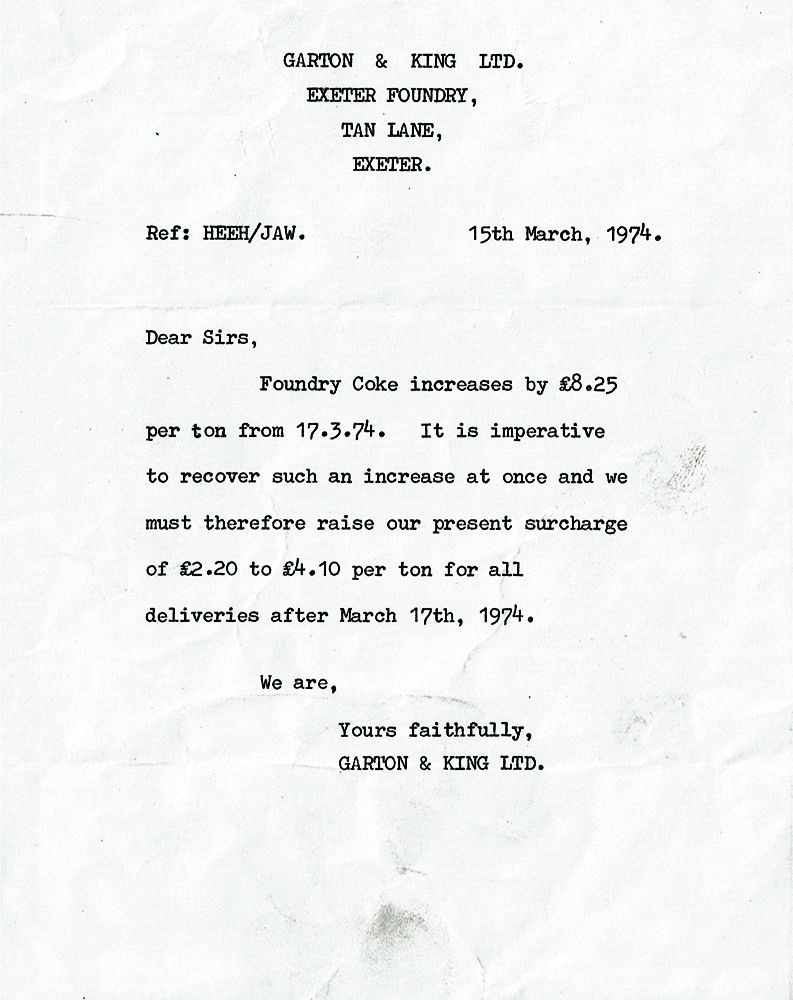 GARTON & KING LTD.
EXETER FOUNDRY,
TAN LANE,
EXETER.
Ref: HEEH/JAW. 15th March, 1974.
Dear Sirs,
Foundry Coke increases by £8.25
per ton from 17.3.74. It is imperative
to recover such an increase at once and we
must therefore raise our present surcharge
of £2.20 to £4.10 per ton for all
deliveries after March 17th, 1974.
We are,
Yours faithfully,
GARTON & KING LTD.